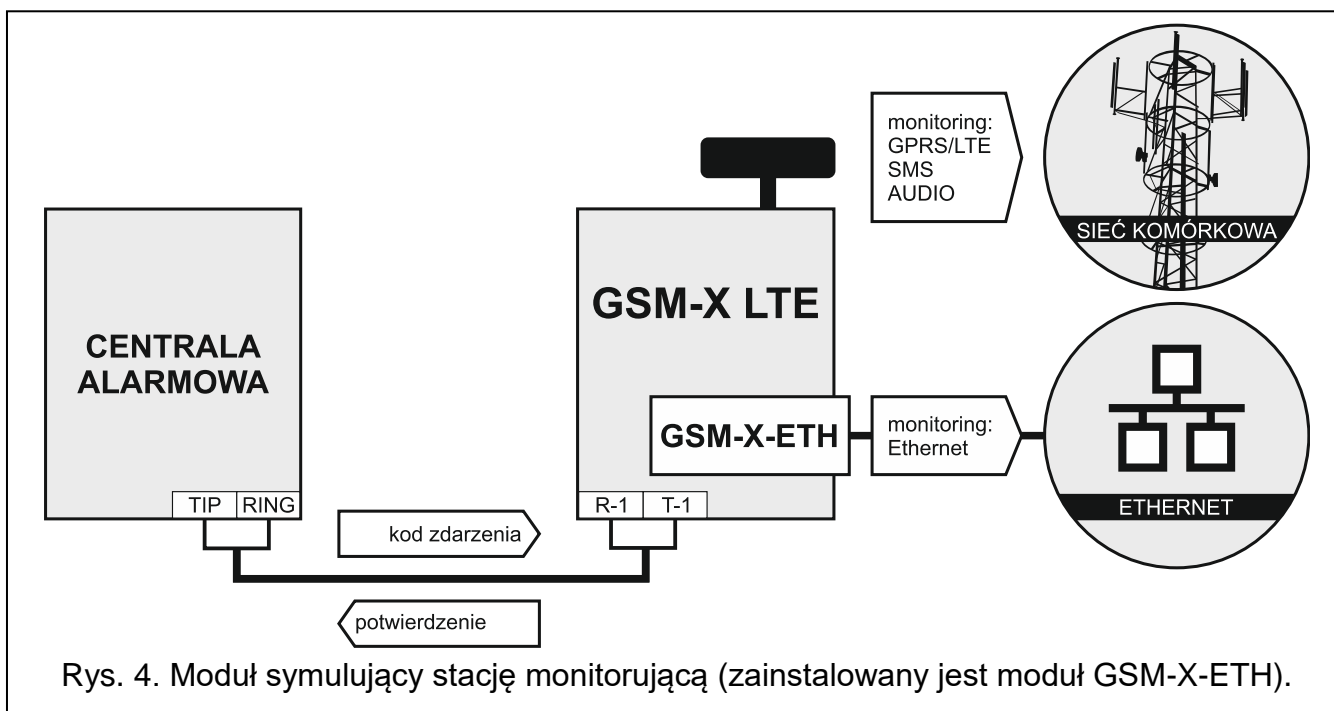 monitoring:
GPRS/LTE
SMS
AUDIO
SIEĆ KOMÓRKOWA
CENTRALA
ALARMOWA
GSM-X LTE
GSM-X-ETH
monitoring:
Ethernet
ETHERNET
TIP RING
R-1 T-1
kod zdarzenia
potwierdzenie
Rys. 4. Moduł symulujący stację monitorującą (zainstalowany jest moduł GSM-X-ETH).